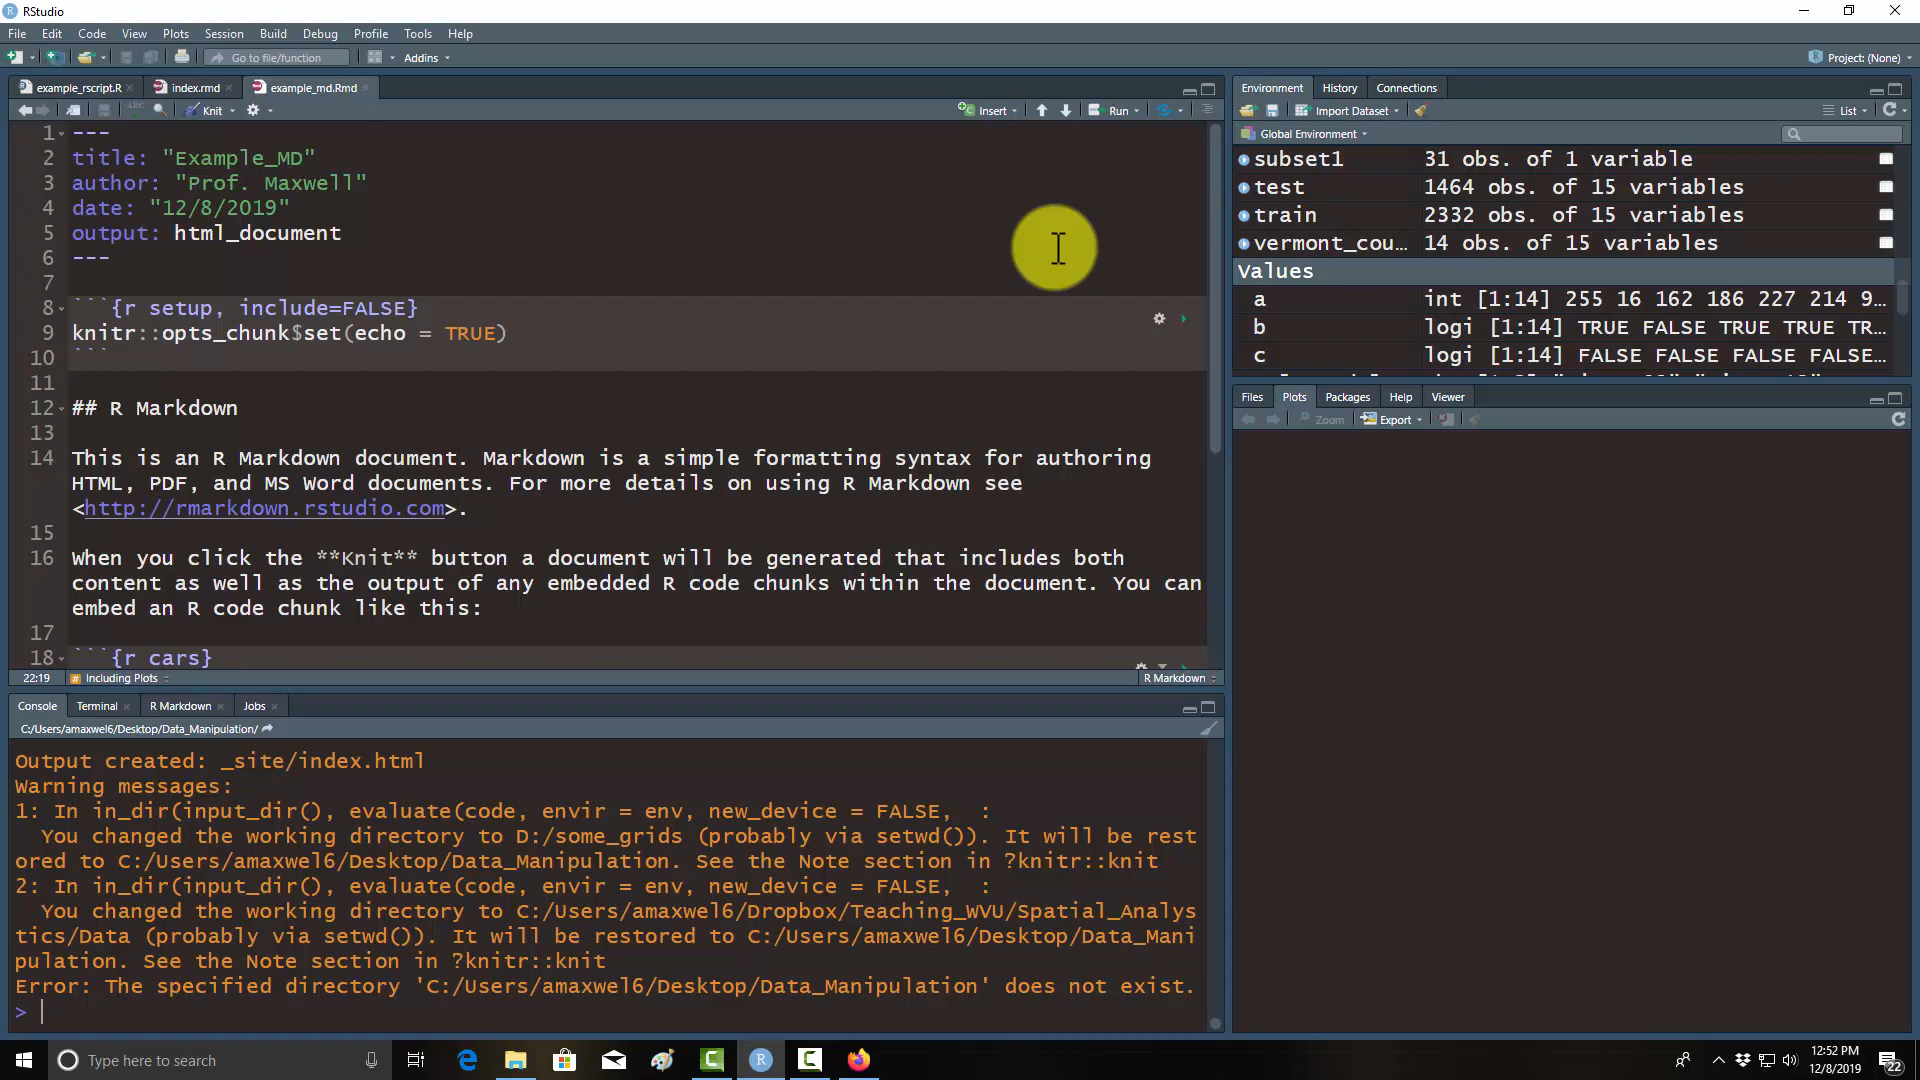 RStudio
File Edit Code View Plots Session Build Debug Profile Tools Help
Go to file/function Addins Project: (None)
example_rscript.R index.rmd example_md.Rmd
ABC Knit Insert Run
1 ---
2 title: "Example_MD"
3 author: "Prof. Maxwell"
4 date: "12/8/2019"
5 output: html_document
6 ---
7
8 ```{r setup, include=FALSE}
9 knitr::opts_chunk$set(echo = TRUE)
10 ```
11
12 ## R Markdown
13
14 This is an R Markdown document. Markdown is a simple formatting syntax for authoring
HTML, PDF, and MS Word documents. For more details on using R Markdown see
<http://rmarkdown.rstudio.com>.
15
16 When you click the **Knit** button a document will be generated that includes both
content as well as the output of any embedded R code chunks within the document. You can
embed an R code chunk like this:
17
18 ```{r cars}
22:19 # Including Plots R Markdown
Console Terminal R Markdown Jobs
C:/Users/amaxwel6/Desktop/Data_Manipulation/
Output created: _site/index.html
Warning messages:
1: In in_dir(input_dir(), evaluate(code, envir = env, new_device = FALSE,  :
You changed the working directory to D:/some_grids (probably via setwd()). It will be rest
ored to C:/Users/amaxwel6/Desktop/Data_Manipulation. See the Note section in ?knitr::knit
2: In in_dir(input_dir(), evaluate(code, envir = env, new_device = FALSE,  :
You changed the working directory to C:/Users/amaxwel6/Dropbox/Teaching_WVU/Spatial_Analys
tics/Data (probably via setwd()). It will be restored to C:/Users/amaxwel6/Desktop/Data_Mani
pulation. See the Note section in ?knitr::knit
Error: The specified directory 'C:/Users/amaxwel6/Desktop/Data_Manipulation' does not exist.
>
Environment History Connections
Import Dataset List
Global Environment
subset1 31 obs. of 1 variable
test 1464 obs. of 15 variables
train 2332 obs. of 15 variables
vermont_cou... 14 obs. of 15 variables
Values
a int [1:14] 255 16 162 186 227 214 9...
b logi [1:14] TRUE FALSE TRUE TRUE TR...
c logi [1:14] FALSE FALSE FALSE FALSE...
Files Plots Packages Help Viewer
Zoom Export
Type here to search
12:52 PM
12/8/2019
22